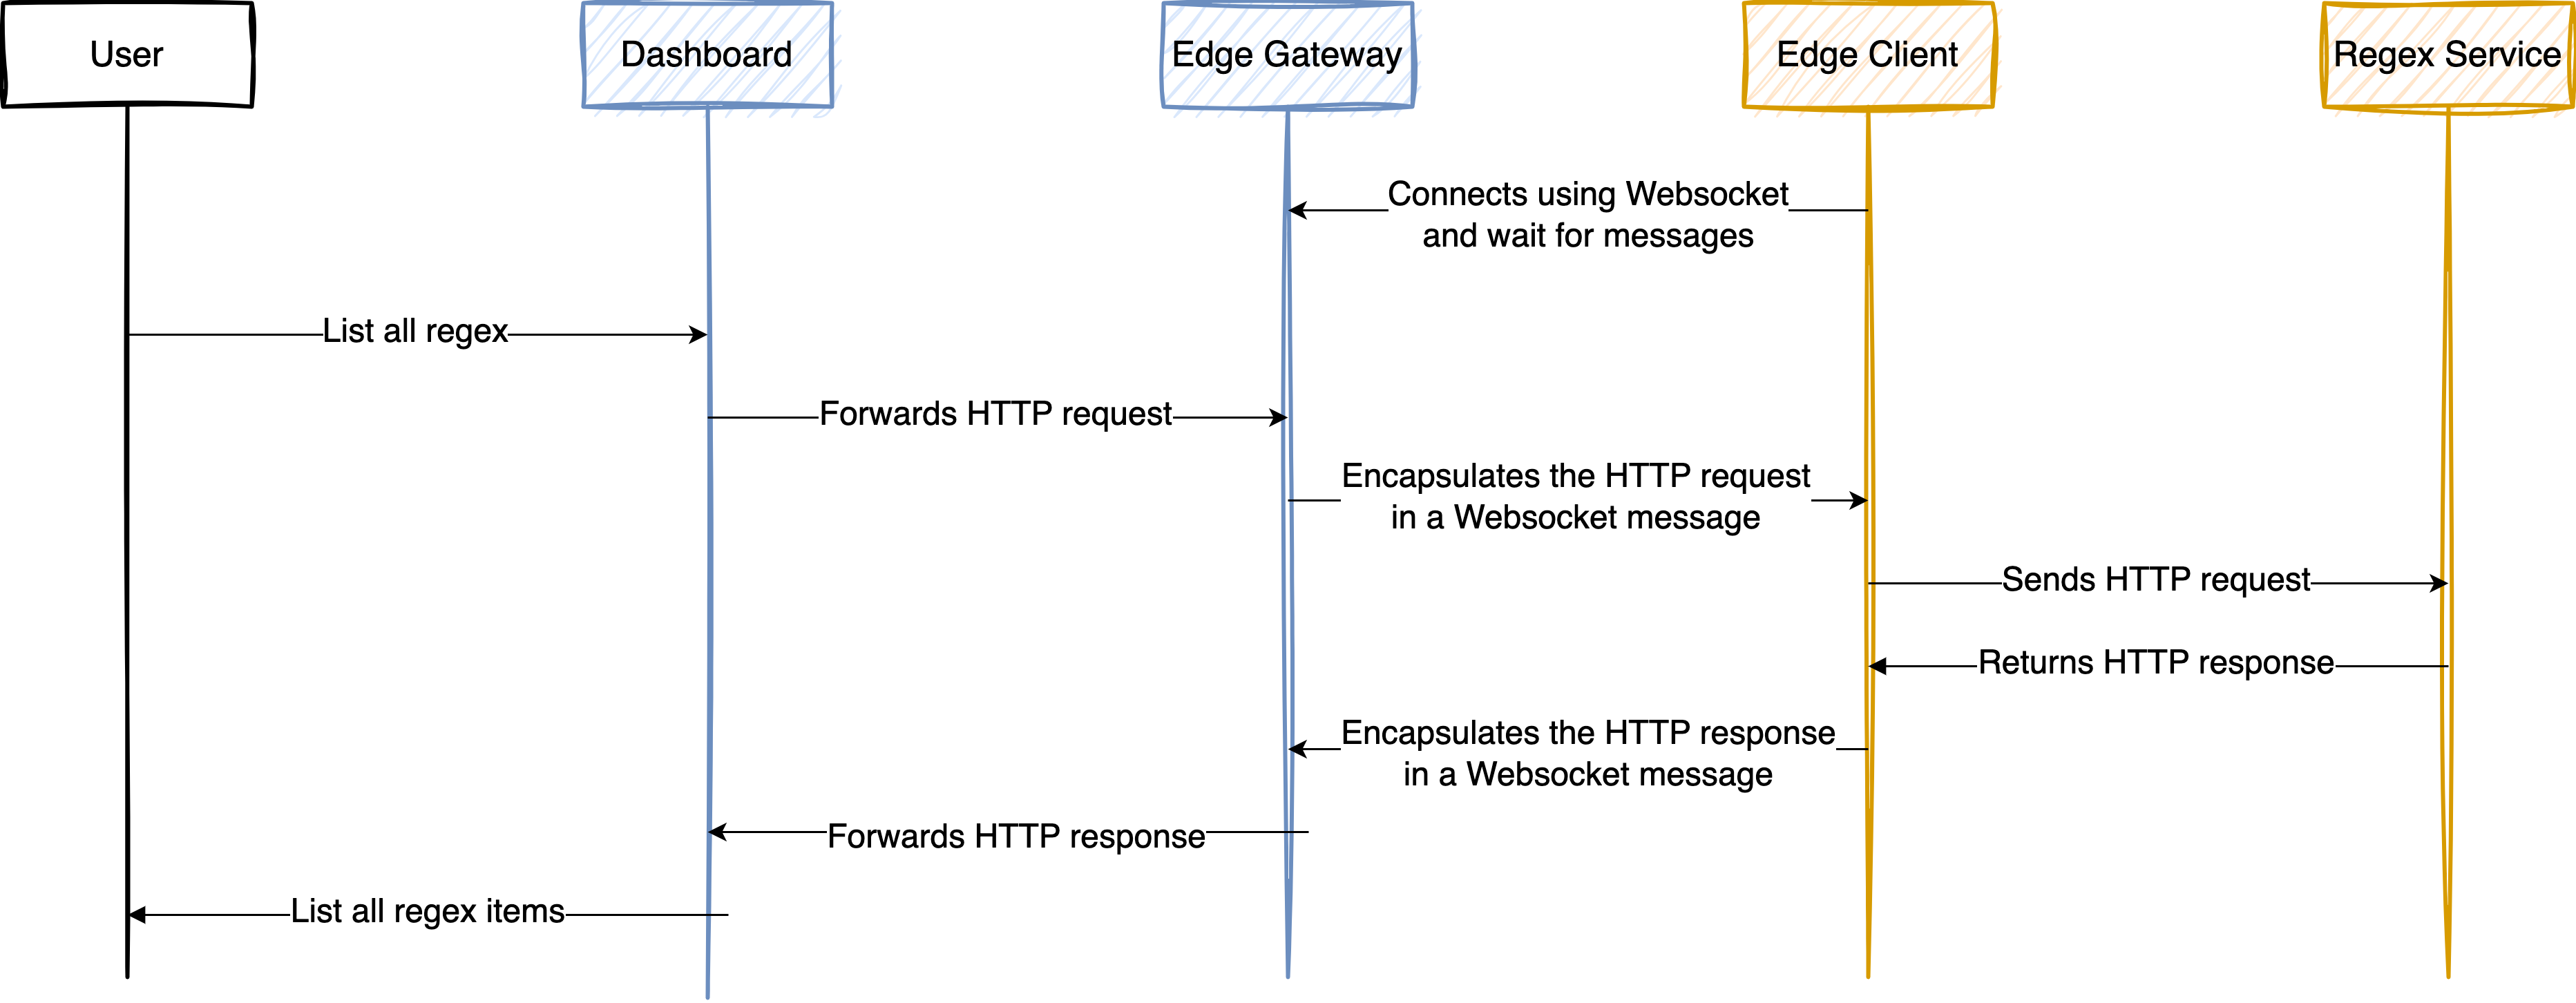 User
Dashboard
Edge Gateway
Edge Client
Regex Service
Connects using Websocket
and wait for messages
List all regex
Forwards HTTP request
Encapsulates the HTTP request
in a Websocket message
Sends HTTP request
Returns HTTP response
Encapsulates the HTTP response
in a Websocket message
Forwards HTTP response
List all regex items